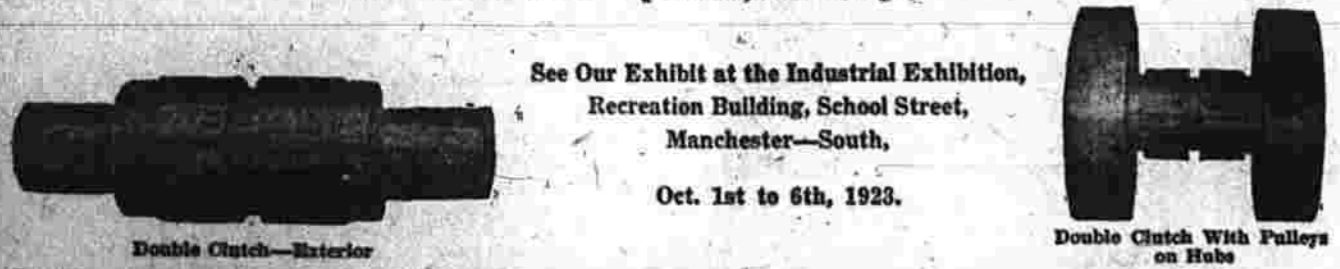 See Our Exhibit at the Industrial Exhibition,
Recreation Building, School Street,
Manchester—South,
Oct. 1st to 6th, 1923.
Double Clutch—Exterior
Double Clutch With Pulleys
on Hubs